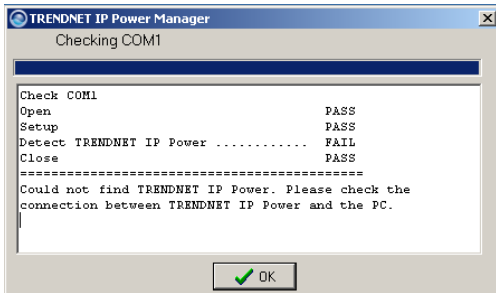 TRENDNET IP Power Manager
Checking COM1
Check COM1
Open PASS
Setup PASS
Detect TRENDNET IP Power ............ FAIL
Close PASS
============================================
Could not find TRENDNET IP Power. Please check the
connection between TRENDNET IP Power and the PC.
OK